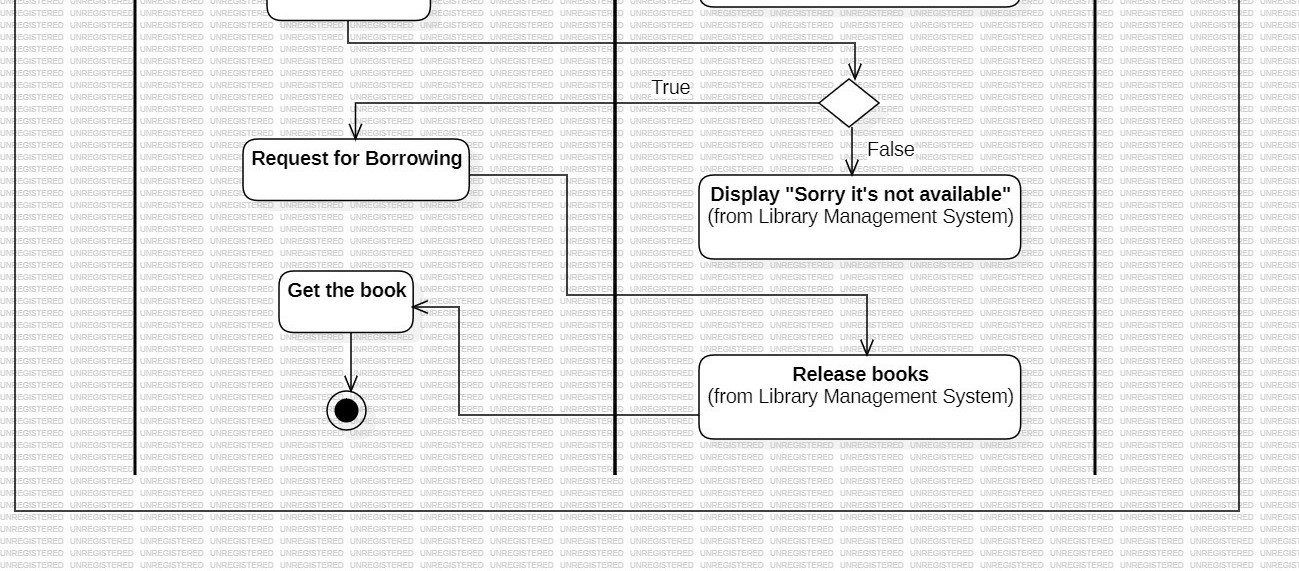 True
False
Request for Borrowing
Display "Sorry it's not available"
(from Library Management System)
Get the book
Release books
(from Library Management System)
UNREGISTERED